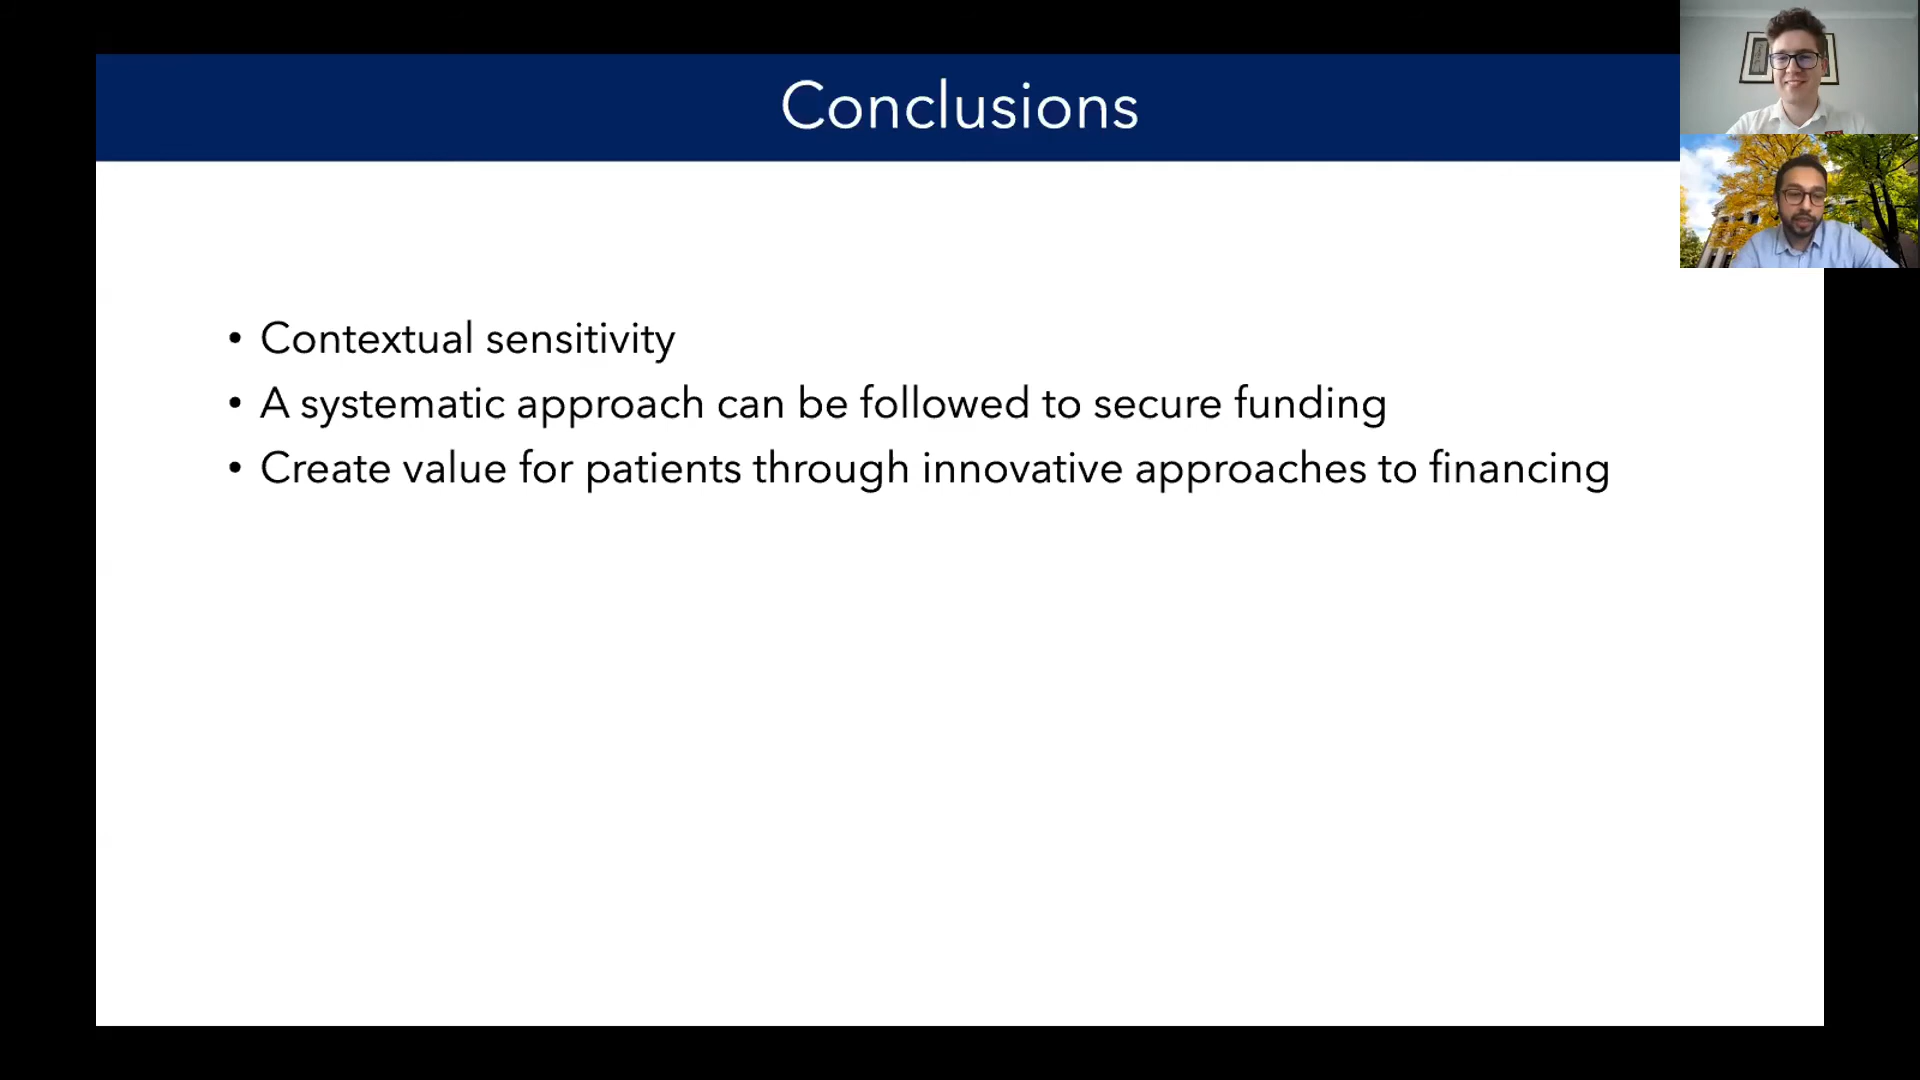 Conclusions
• Contextual sensitivity
• A systematic approach can be followed to secure funding
• Create value for patients through innovative approaches to financing